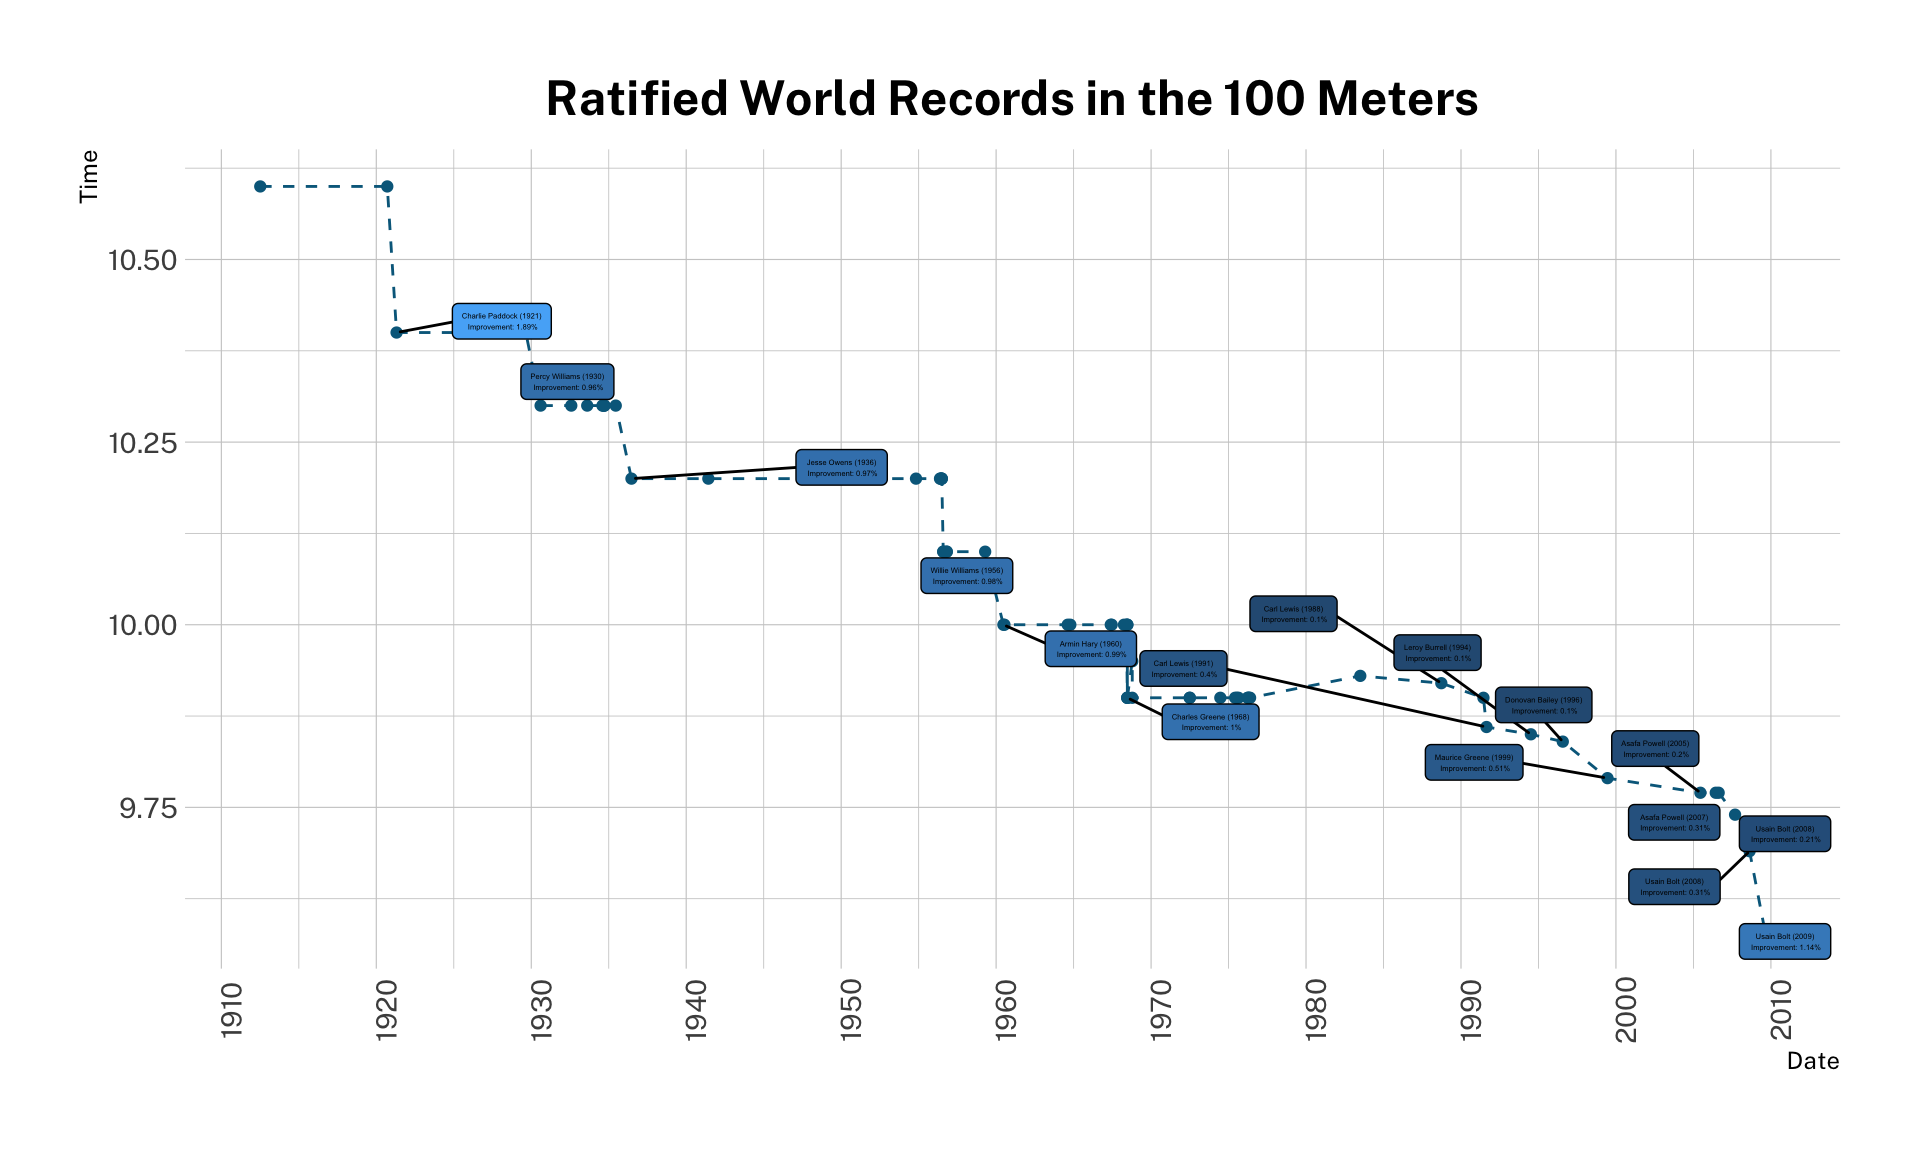 Ratified World Records in the 100 Meters
Time
10.50
10.25
10.00
9.75
Charlie Paddock (1921)
Improvement: 1.89%
Percy Williams (1930)
Improvement: 0.96%
Jesse Owens (1936)
Improvement: 0.97%
Willie Williams (1956)
Improvement: 0.98%
Armin Hary (1960)
Improvement: 0.99%
Carl Lewis (1988)
Improvement: 0.1%
Leroy Burrell (1994)
Improvement: 0.1%
Carl Lewis (1991)
Improvement: 0.4%
Donovan Bailey (1996)
Improvement: 0.1%
Charles Greene (1968)
Improvement: 1%
Asafa Powell (2005)
Improvement: 0.2%
Maurice Greene (1999)
Improvement: 0.51%
Asafa Powell (2007)
Improvement: 0.31%
Usain Bolt (2008)
Improvement: 0.21%
Usain Bolt (2008)
Improvement: 0.31%
Usain Bolt (2009)
Improvement: 1.14%
1910
1920
1930
1940
1950
1960
1970
1980
1990
2000
2010
Date